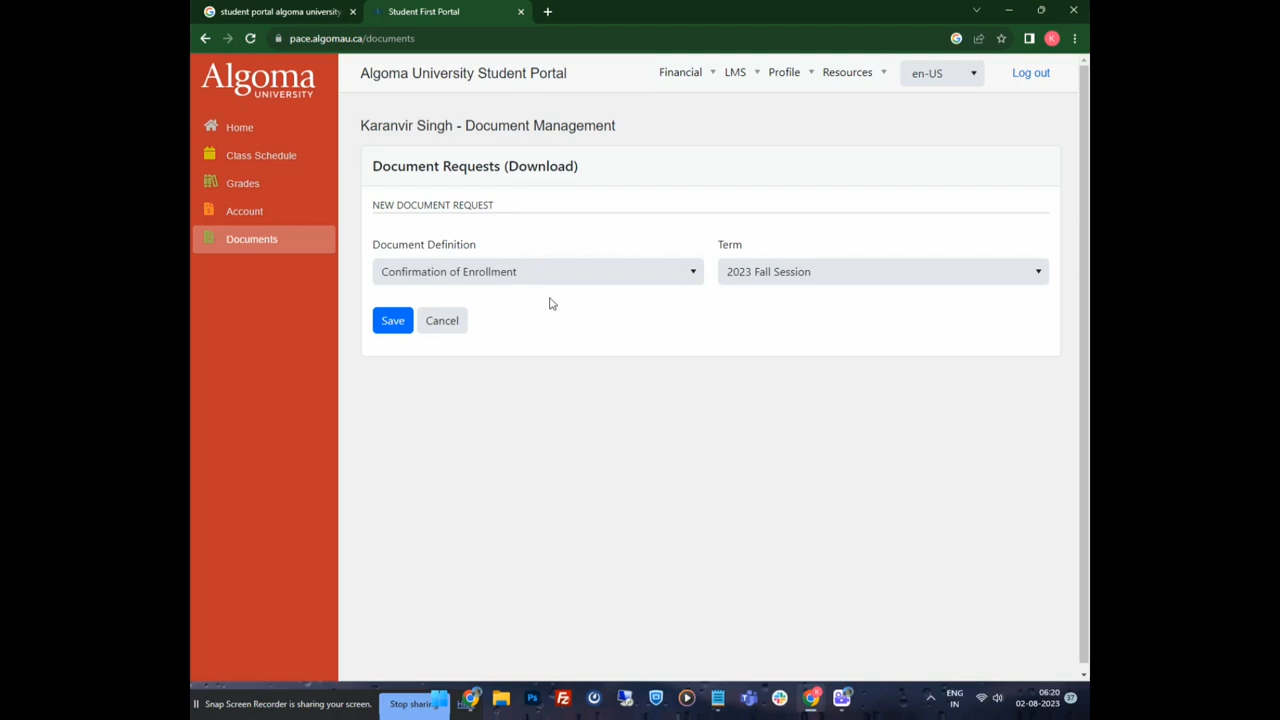 student portal algoma university
Student First Portal
pace.algomau.ca/documents
K
Algoma
UNIVERSITY
Algoma University Student Portal
Financial
LMS
Profile
Resources
en-US
Log out
Home
Class Schedule
Grades
Account
Documents
Karanvir Singh - Document Management
Document Requests (Download)
NEW DOCUMENT REQUEST
Document Definition
Term
Confirmation of Enrollment
2023 Fall Session
Save
Cancel
Snap Screen Recorder is sharing your screen.
Stop sharing
Ps
ENG
IN
06:20
02-08-2023
37